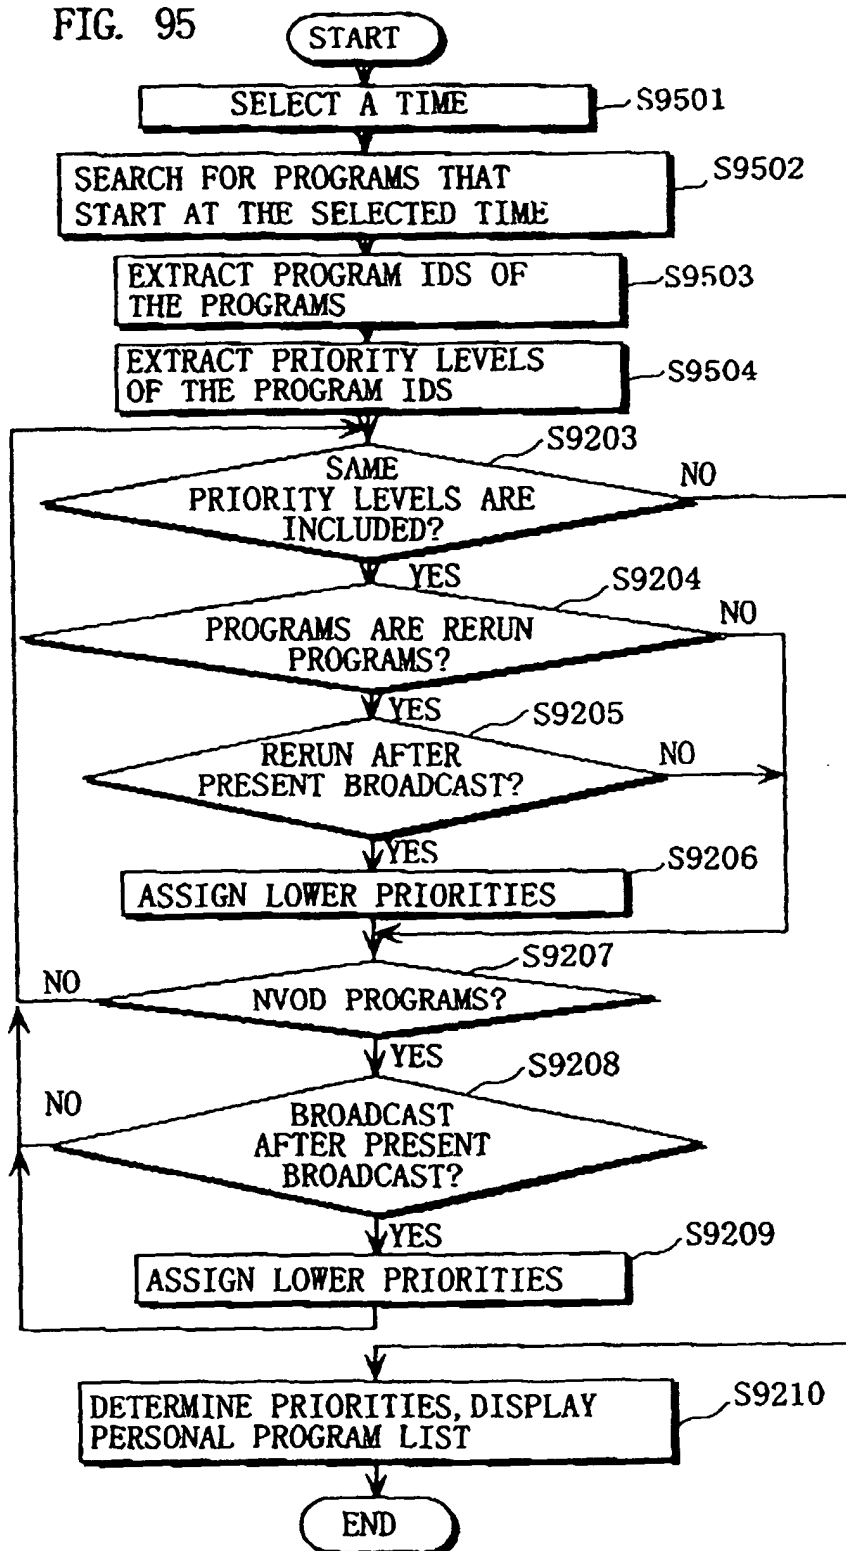 FIG. 95
START
SELECT A TIME
S9501
SEARCH FOR PROGRAMS THAT
START AT THE SELECTED TIME
S9502
EXTRACT PROGRAM IDS OF
THE PROGRAMS
S9503
EXTRACT PRIORITY LEVELS
OF THE PROGRAM IDS
S9504
S9203
SAME
PRIORITY LEVELS ARE
INCLUDED?
NO
YES
S9204
PROGRAMS ARE RERUN
PROGRAMS?
NO
YES
S9205
RERUN AFTER
PRESENT BROADCAST?
NO
YES
S9206
ASSIGN LOWER PRIORITIES
S9207
NO
NVOD PROGRAMS?
YES
S9208
NO
BROADCAST
AFTER PRESENT
BROADCAST?
YES
S9209
ASSIGN LOWER PRIORITIES
S9210
DETERMINE PRIORITIES, DISPLAY
PERSONAL PROGRAM LIST
END